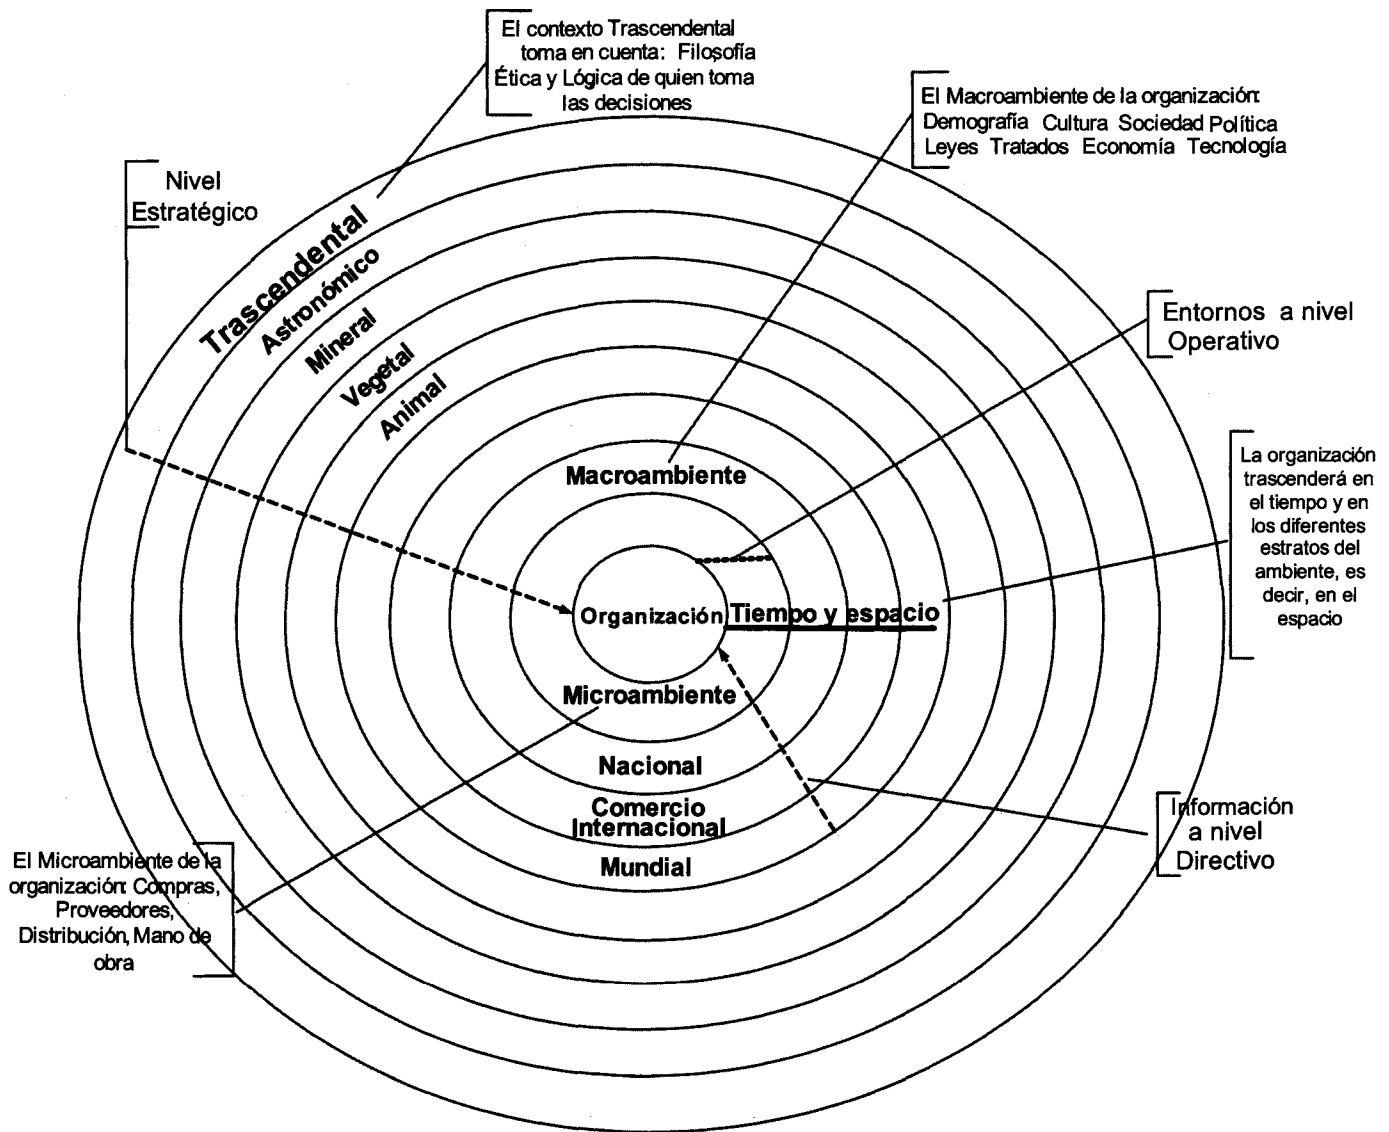 El contexto Trascendental
toma en cuenta: Filosofía
Ética y Lógica de quien toma
las decisiones
El Macroambiente de la organización:
Demografía Cultura Sociedad Política
Leyes Tratados Economía Tecnología
Nivel
Estratégico
Trascendental
Astronómico
Mineral
Vegetal
Animal
Entornos a nivel
Operativo
Macroambiente
La organización
trascenderá en
el tiempo y en
los diferentes
estratos del
ambiente, es
decir, en el
espacio
Organización
Tiempo y espacio
Microambiente
Nacional
Comercio
Internacional
Mundial
Información
a nivel
Directivo
El Microambiente de la
organización: Compras,
Proveedores,
Distribución, Mano de
obra